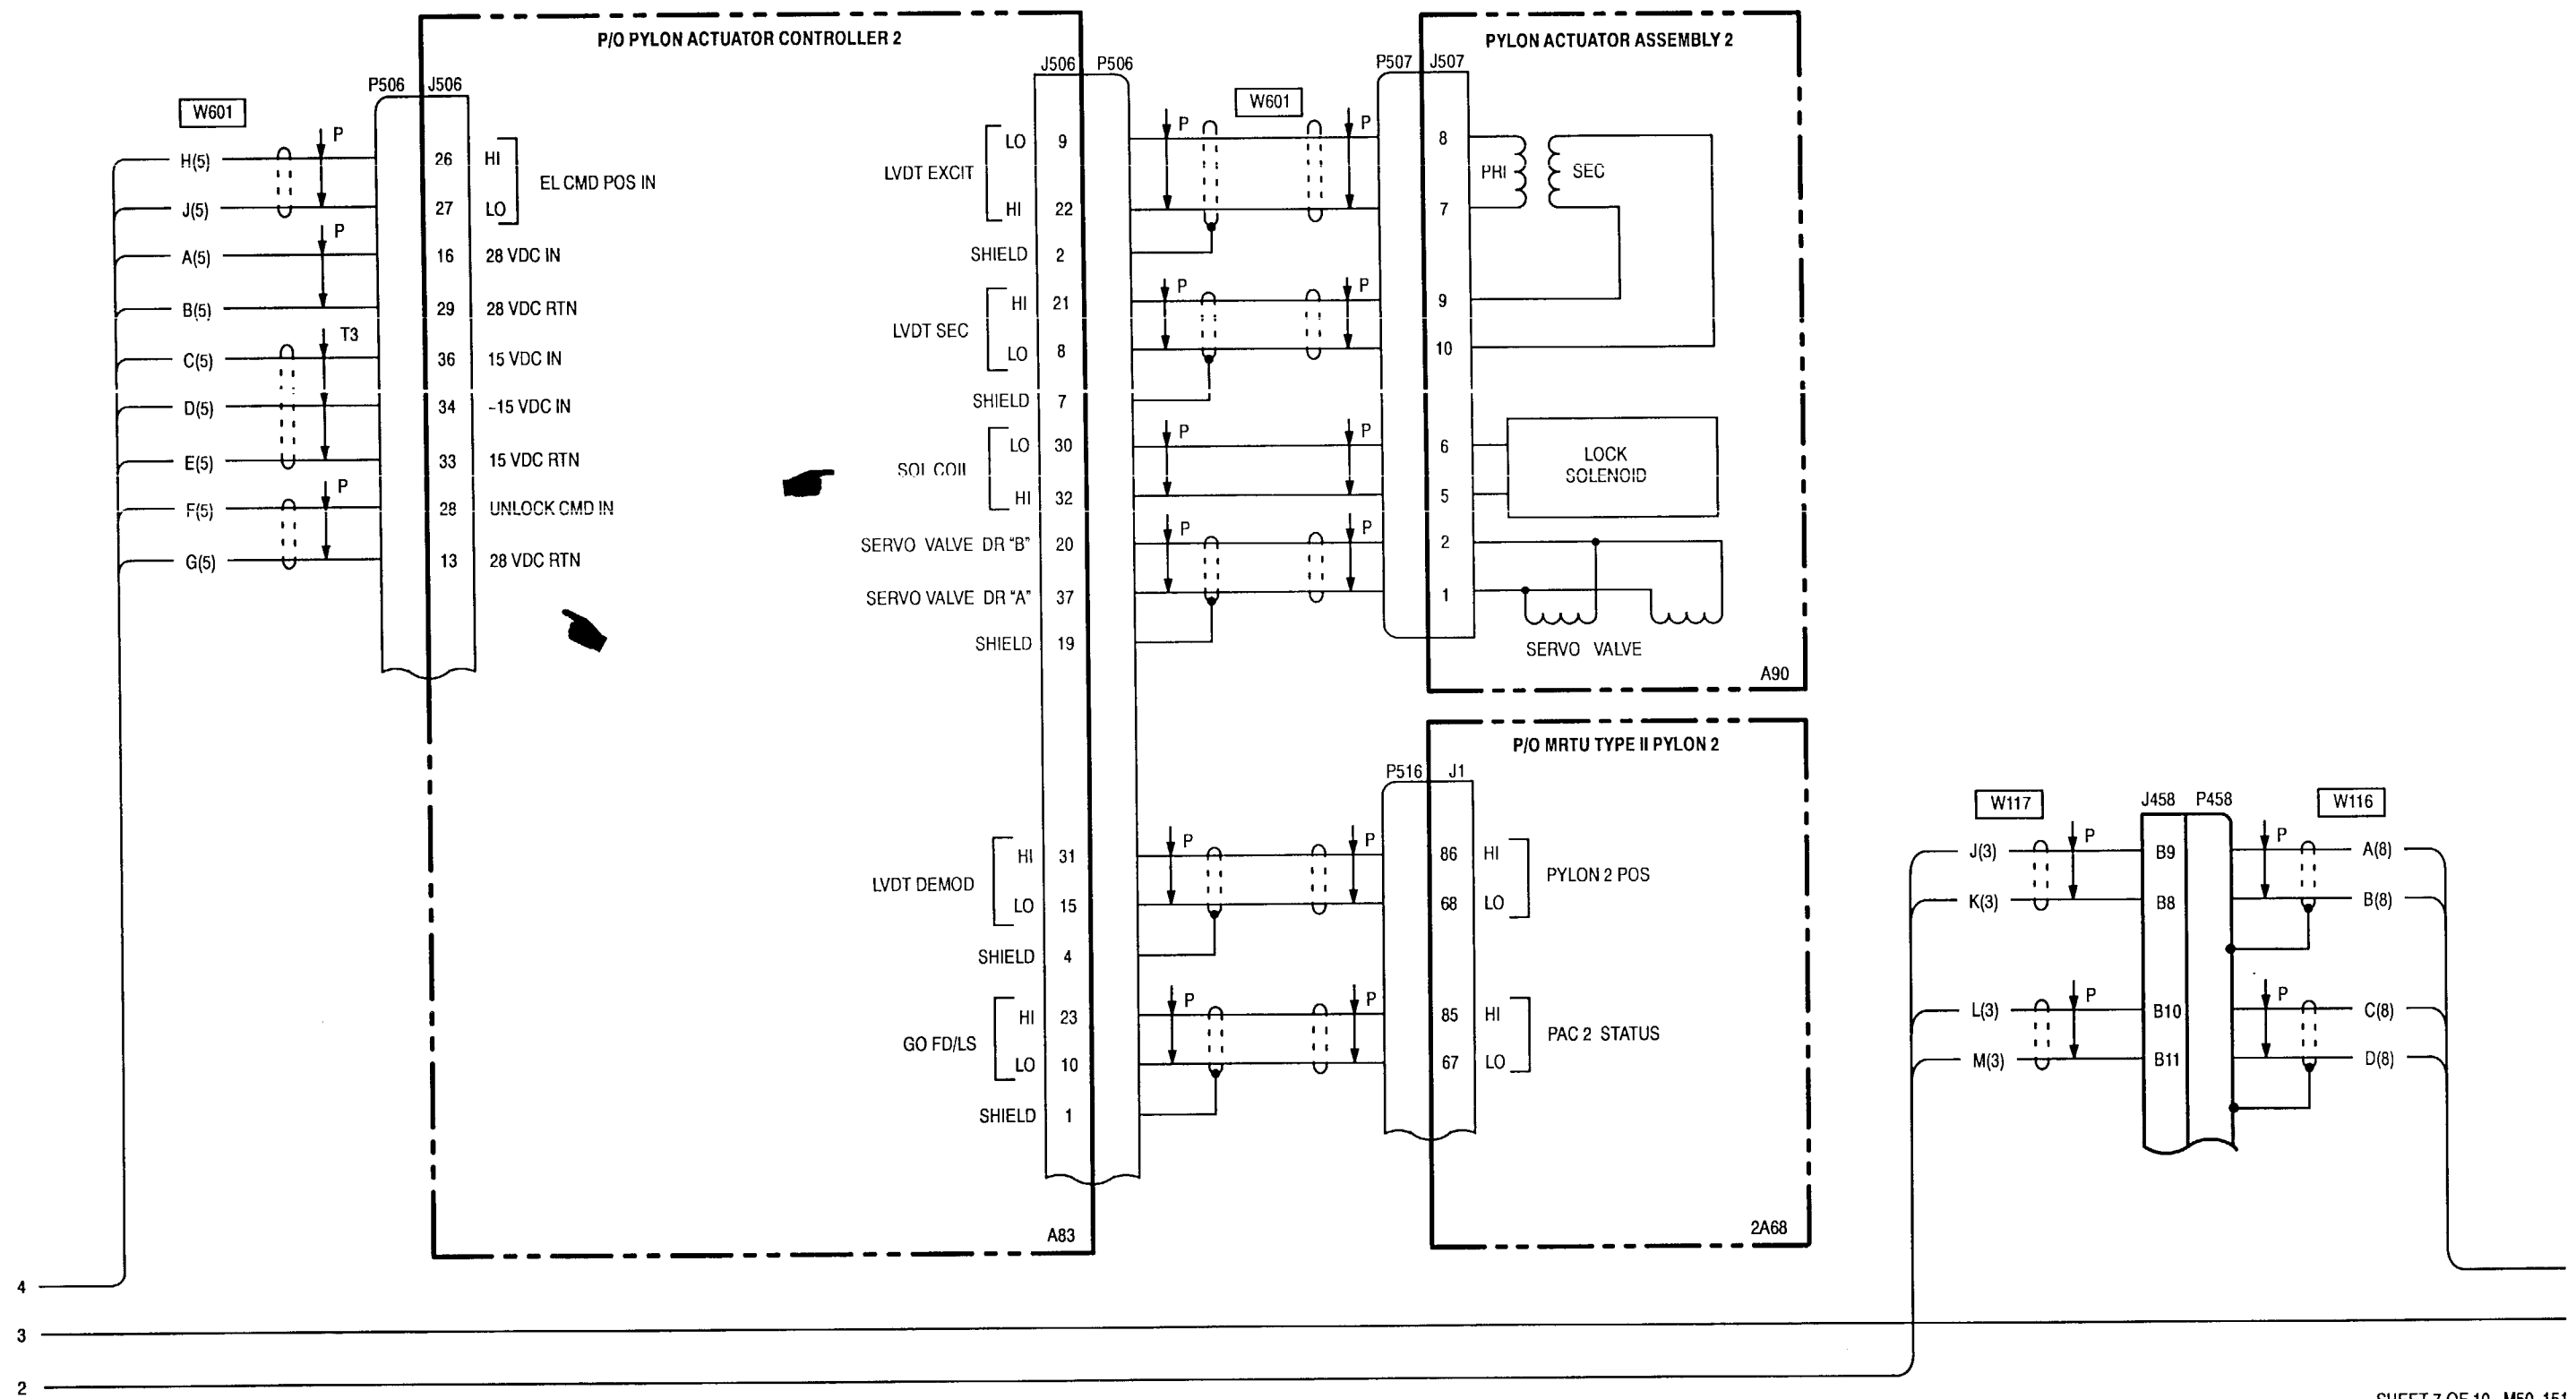 P/O PYLON ACTUATOR CONTROLLER 2
PYLON ACTUATOR ASSEMBLY 2
P506 J506
W601
H(5) P 26 HI
EL CMD POS IN
J(5) 27 LO
A(5) P 16 28 VDC IN
B(5) 29 28 VDC RTN
C(5) T3 36 15 VDC IN
D(5) 34 -15 VDC IN
E(5) 33 15 VDC RTN
F(5) P 28 UNLOCK CMD IN
G(5) 13 28 VDC RTN
J506 P506
W601
P507 J507
LVDT EXCIT
LO 9 P P 8
HI 22 7
PRI SEC
SHIELD 2
LVDT SEC
HI 21 P P 9
LO 8 10
SHIELD 7
SOL COIL
LO 30 P P 6
HI 32 5
LOCK
SOLENOID
SERVO VALVE DR "B" 20 P P 2
SERVO VALVE DR "A" 37 1
SHIELD 19
SERVO VALVE
A90
P/O MRTU TYPE II PYLON 2
P516 J1
LVDT DEMOD
HI 31 P P 86 HI
LO 15 68 LO
PYLON 2 POS
SHIELD 4
GO FD/LS
HI 23 P P 85 HI
LO 10 67 LO
PAC 2 STATUS
SHIELD 1
A83
2A68
W117
J458 P458
W116
J(3) P B9 P A(8)
K(3) B8 B(8)
L(3) P B10 P C(8)
M(3) B11 D(8)
4
3
2
SHEET 7 OF 10 M50-151